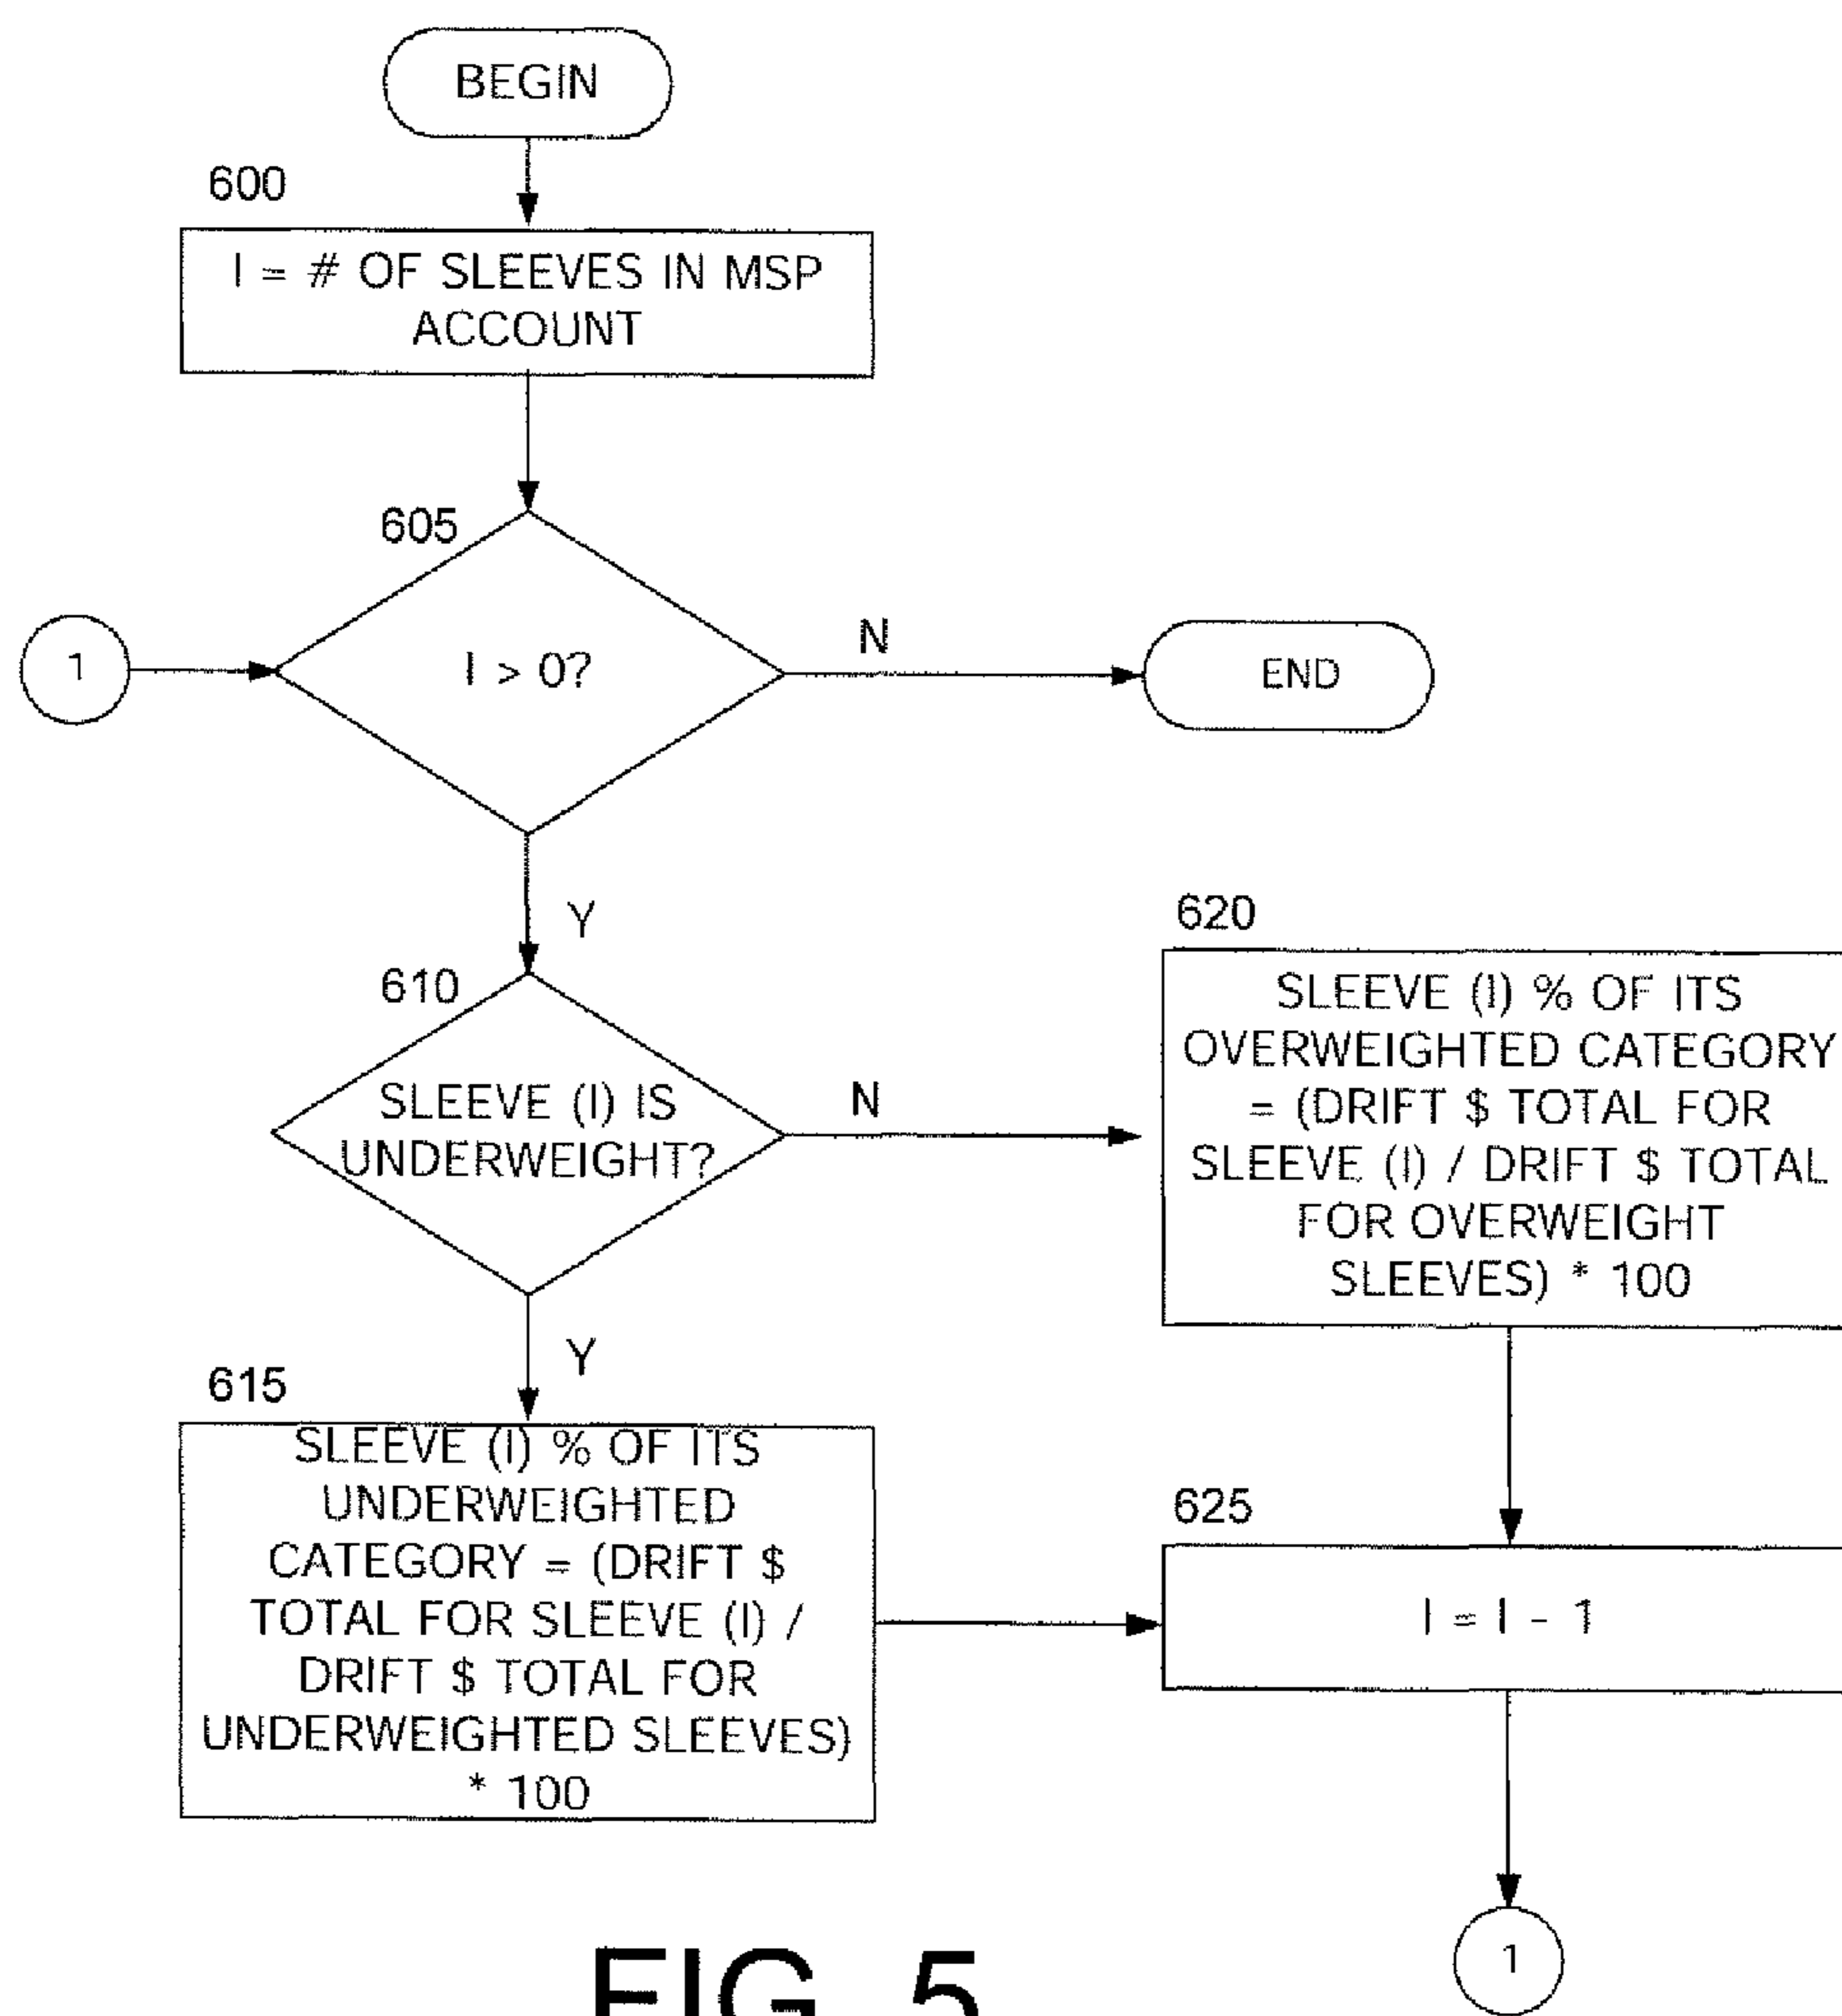 BEGIN
600
I = # OF SLEEVES IN MSP
ACCOUNT
605
1
I > 0?
N
END
Y
610
SLEEVE (I) IS
UNDERWEIGHT?
N
620
SLEEVE (I) % OF ITS
OVERWEIGHTED CATEGORY
= (DRIFT $ TOTAL FOR
SLEEVE (I) / DRIFT $ TOTAL
FOR OVERWEIGHT
SLEEVES) * 100
Y
615
SLEEVE (I) % OF ITS
UNDERWEIGHTED
CATEGORY = (DRIFT $
TOTAL FOR SLEEVE (I) /
DRIFT $ TOTAL FOR
UNDERWEIGHTED SLEEVES)
* 100
625
I = I - 1
1
FIG. 5